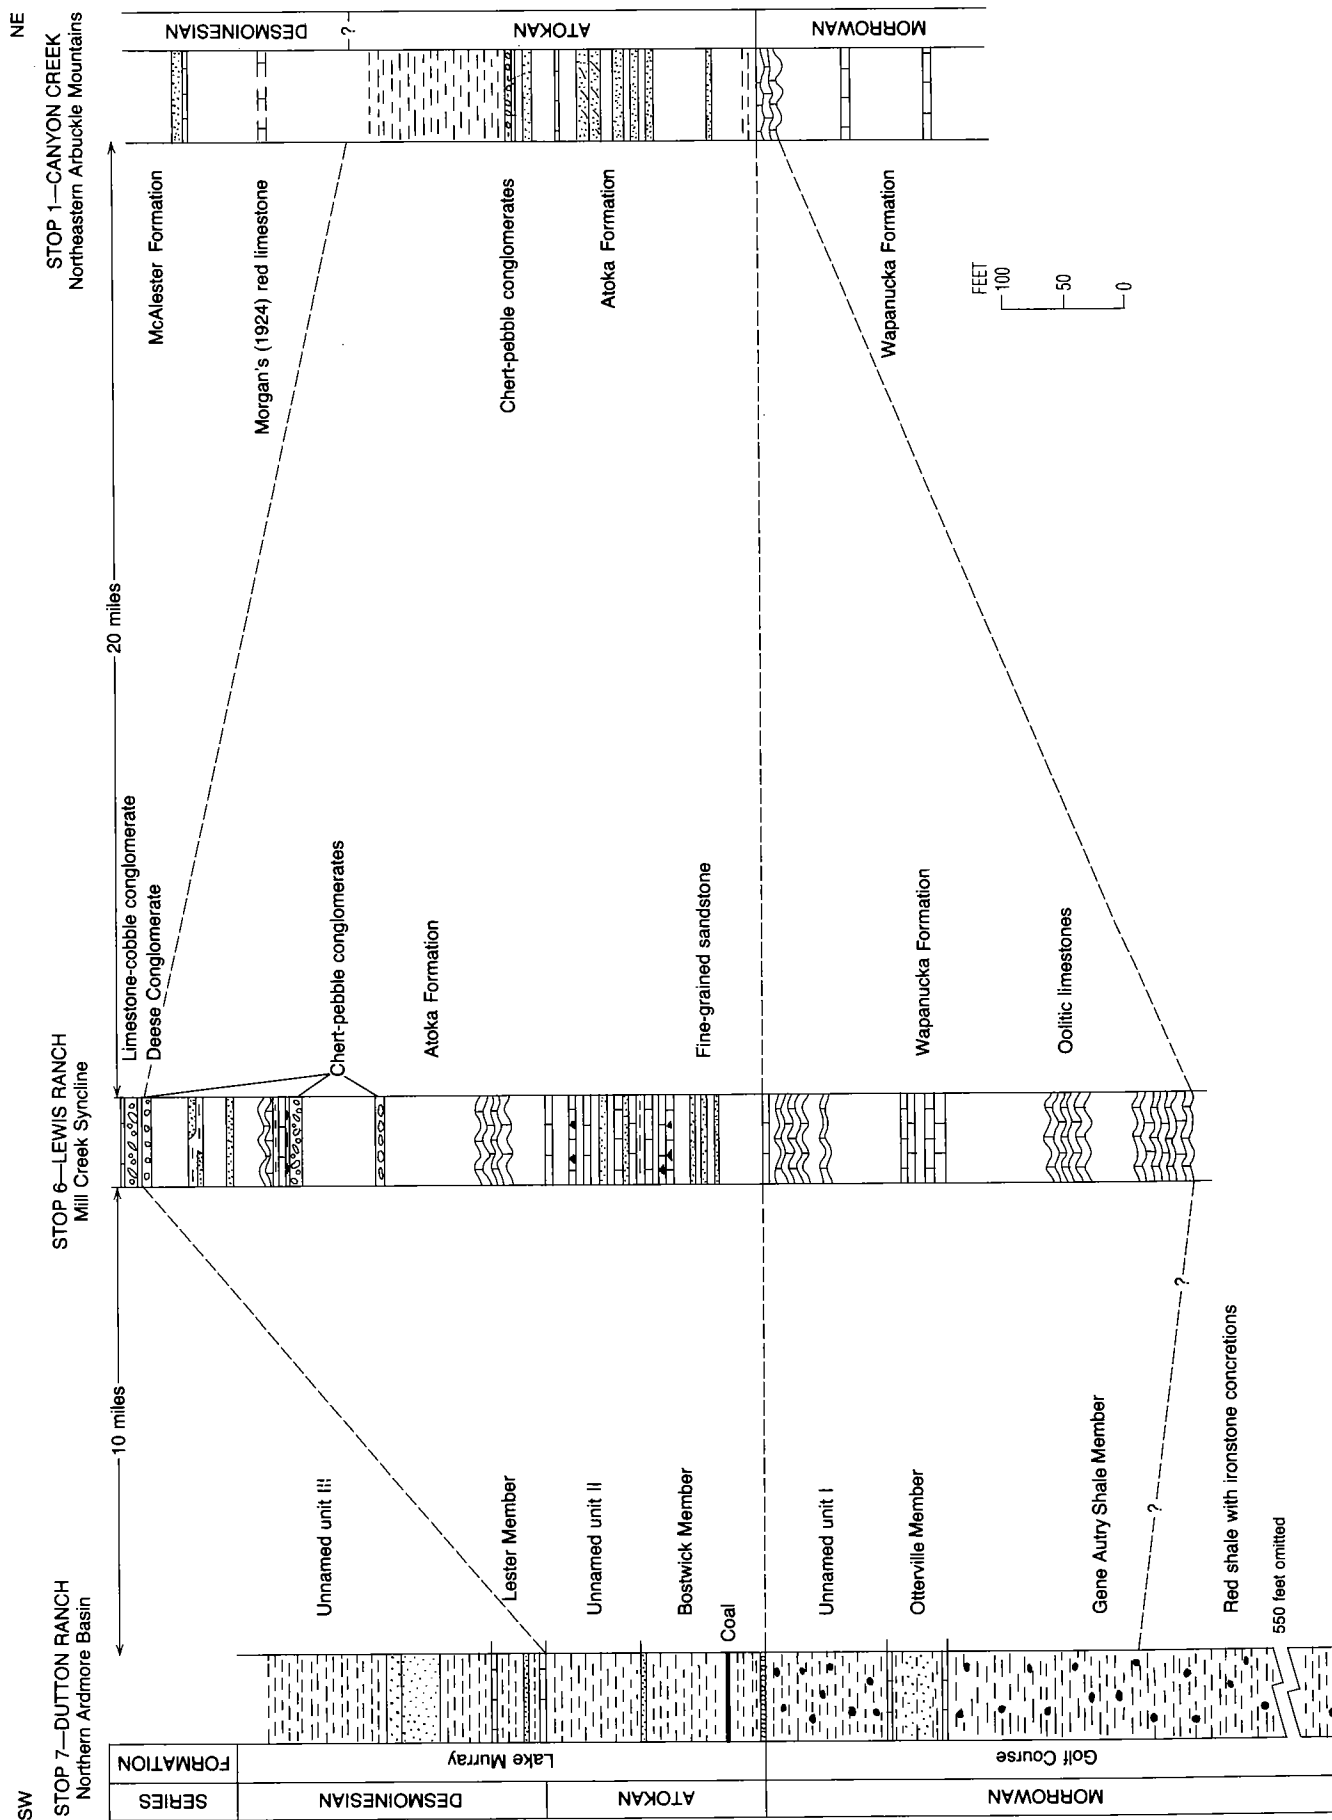 SW
NE
STOP 7—DUTTON RANCH
Northern Ardmore Basin
STOP 6—LEWIS RANCH
Mill Creek Syncline
STOP 1—CANYON CREEK
Northeastern Arbuckle Mountains
10 miles
20 miles
SERIES
FORMATION
DESMOINESIAN
ATOKAN
MORROWAN
Lake Murray
Golf Course
Unnamed unit III
Lester Member
Unnamed unit II
Bostwick Member
Coal
Unnamed unit I
Otterville Member
Gene Autry Shale Member
?
?
Red shale with ironstone concretions
550 feet omitted
Limestone-cobble conglomerate
Deese Conglomerate
Chert-pebble conglomerates
Atoka Formation
Fine-grained sandstone
Wapanucka Formation
Oolitic limestones
McAlester Formation
Morgan's (1924) red limestone
Chert-pebble conglomerates
Atoka Formation
Wapanucka Formation
FEET
100
50
0
DESMOINESIAN
?
ATOKAN
MORROWAN